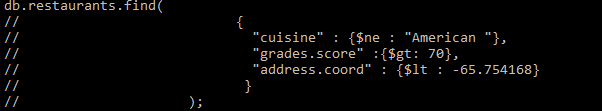 db.restaurants.find(
// {
// "cuisine" : {$ne : "American "},
// "grades.score" :{$gt: 70},
// "address.coord" : {$lt : -65.754168}
// }
// );